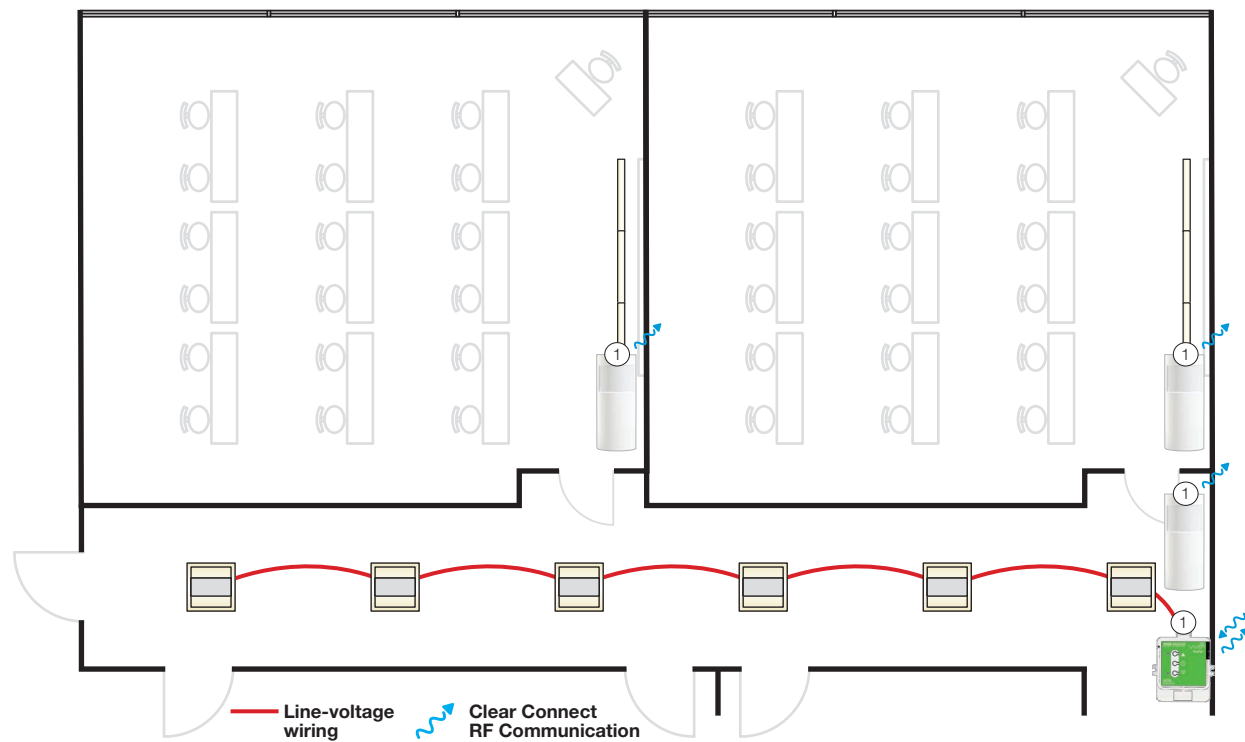 1
1
1
1
Line-voltage
wiring
Clear Connect
RF Communication